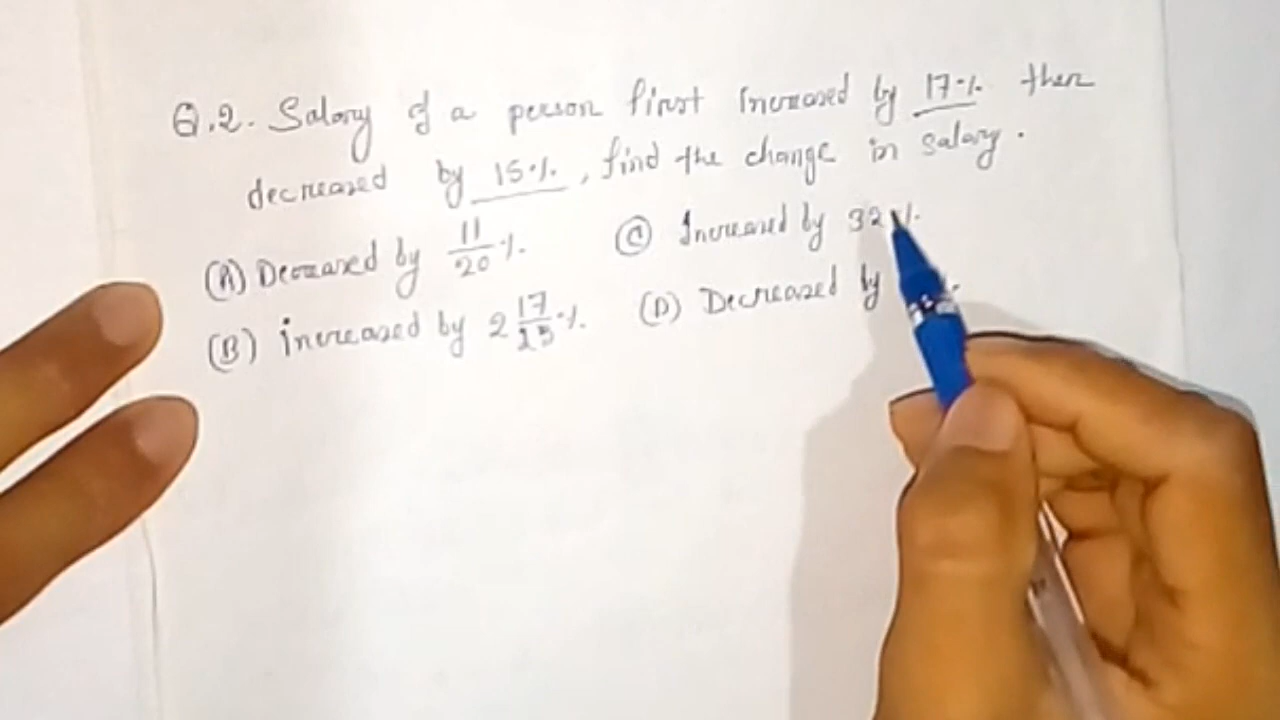 Q.2. Salary of a person first increased by 17% then
decreased by 15%, find the change in salary.
(A) Decreased by 11/20 %. (C) Increased by 32%.
(B) increased by 2 17/23 %. (D) Decreased by %.